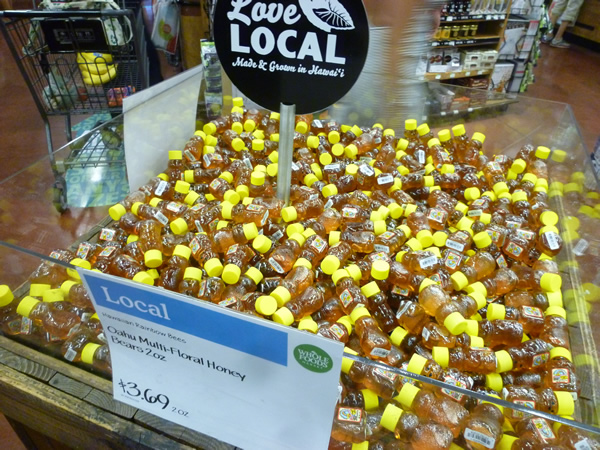 Love
LOCAL
Made & Grown in Hawai'i
Local
Hawaiian Rainbow Bees
Oahu Multi-Floral Honey
Bears 2oz
$3.69 2 OZ
WHOLE
FOODS